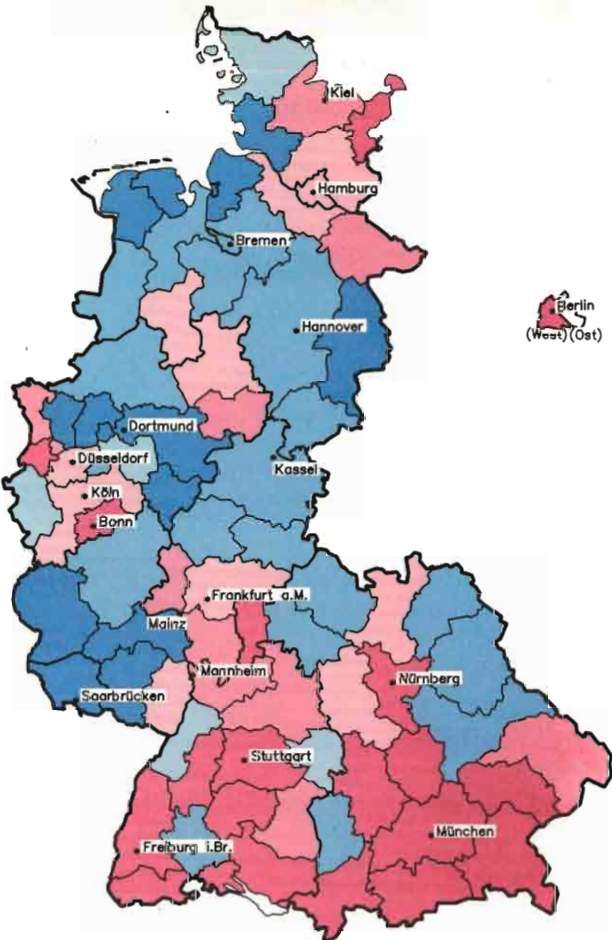 Kiel
Hamburg
Bremen
Berlin
(West) (Ost)
Hannover
Dortmund
Düsseldorf
Kassel
Köln
Bonn
Frankfurt a.M.
Mainz
Mannheim
Nürnberg
Saarbrücken
Stuttgart
München
Freiburg i.Br.